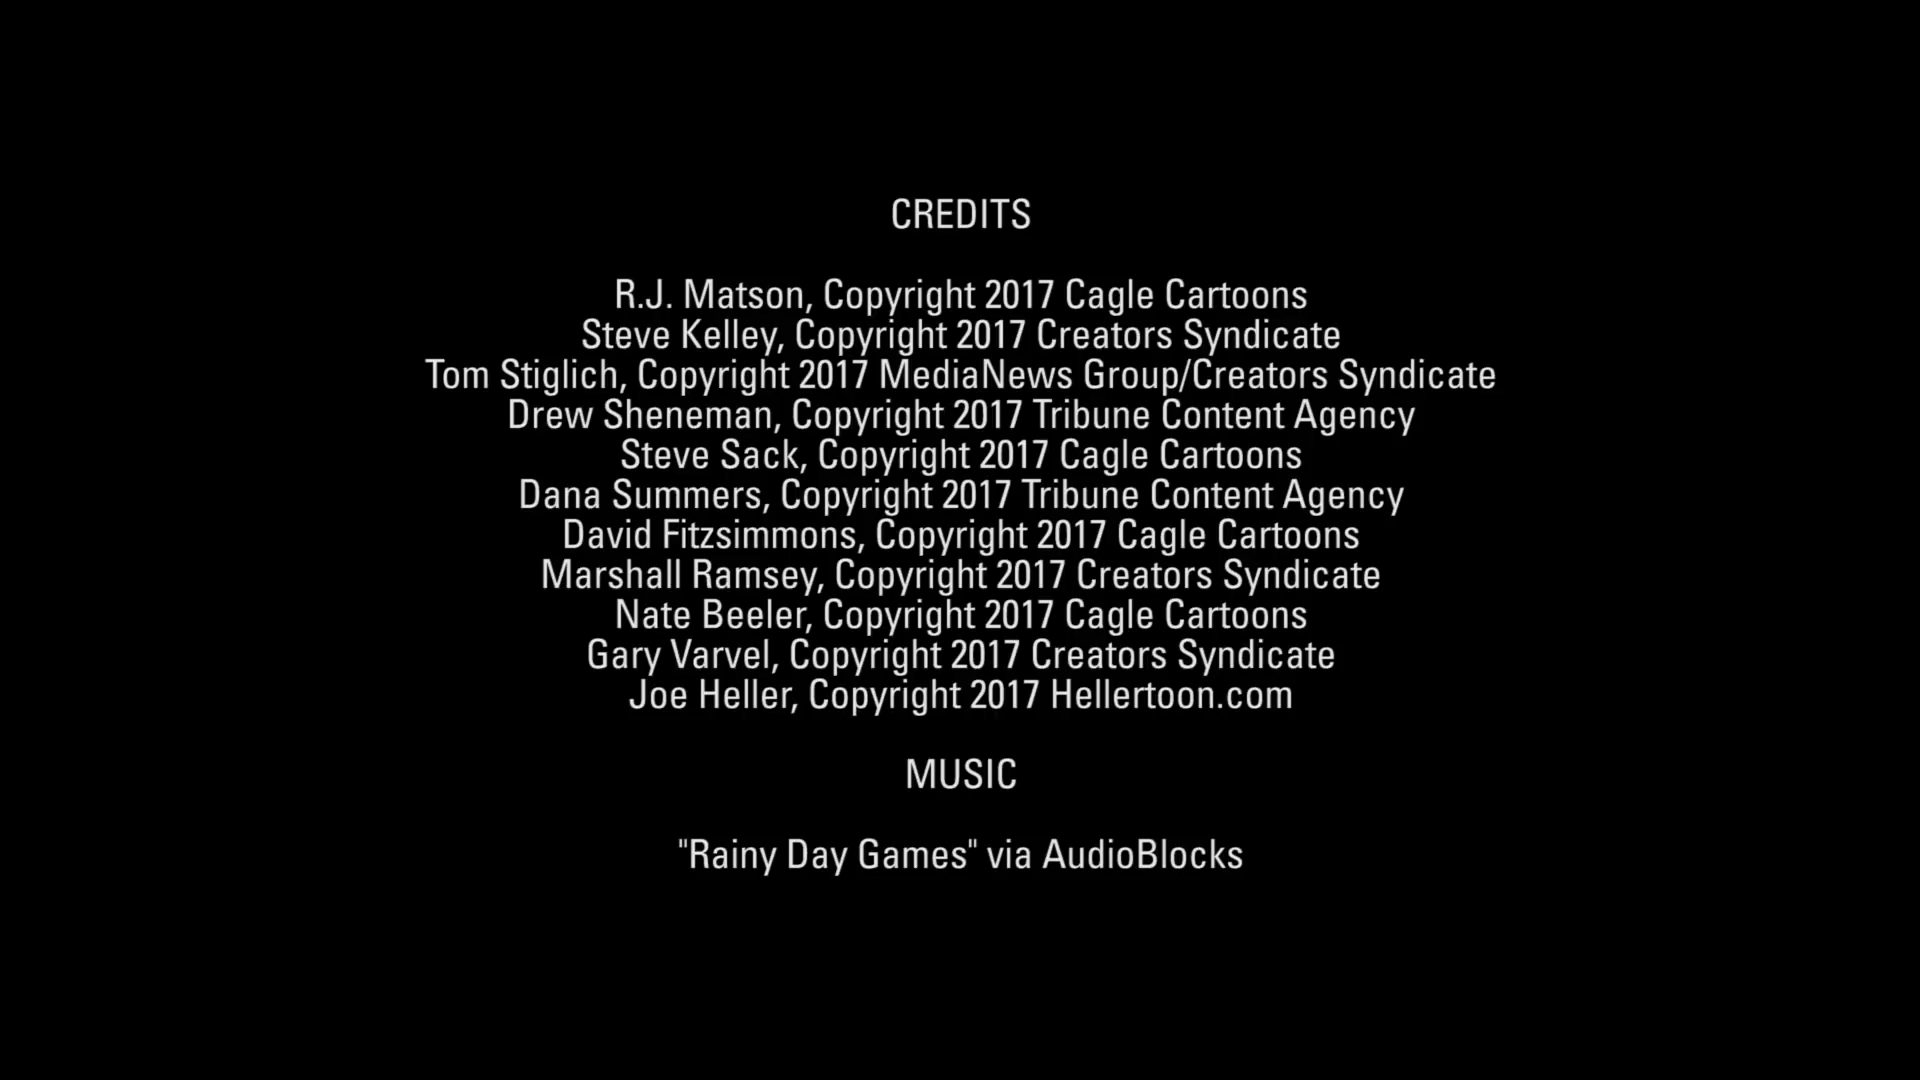 CREDITS
R.J. Matson, Copyright 2017 Cagle Cartoons
Steve Kelley, Copyright 2017 Creators Syndicate
Tom Stiglich, Copyright 2017 MediaNews Group/Creators Syndicate
Drew Sheneman, Copyright 2017 Tribune Content Agency
Steve Sack, Copyright 2017 Cagle Cartoons
Dana Summers, Copyright 2017 Tribune Content Agency
David Fitzsimmons, Copyright 2017 Cagle Cartoons
Marshall Ramsey, Copyright 2017 Creators Syndicate
Nate Beeler, Copyright 2017 Cagle Cartoons
Gary Varvel, Copyright 2017 Creators Syndicate
Joe Heller, Copyright 2017 Hellertoon.com
MUSIC
"Rainy Day Games" via AudioBlocks